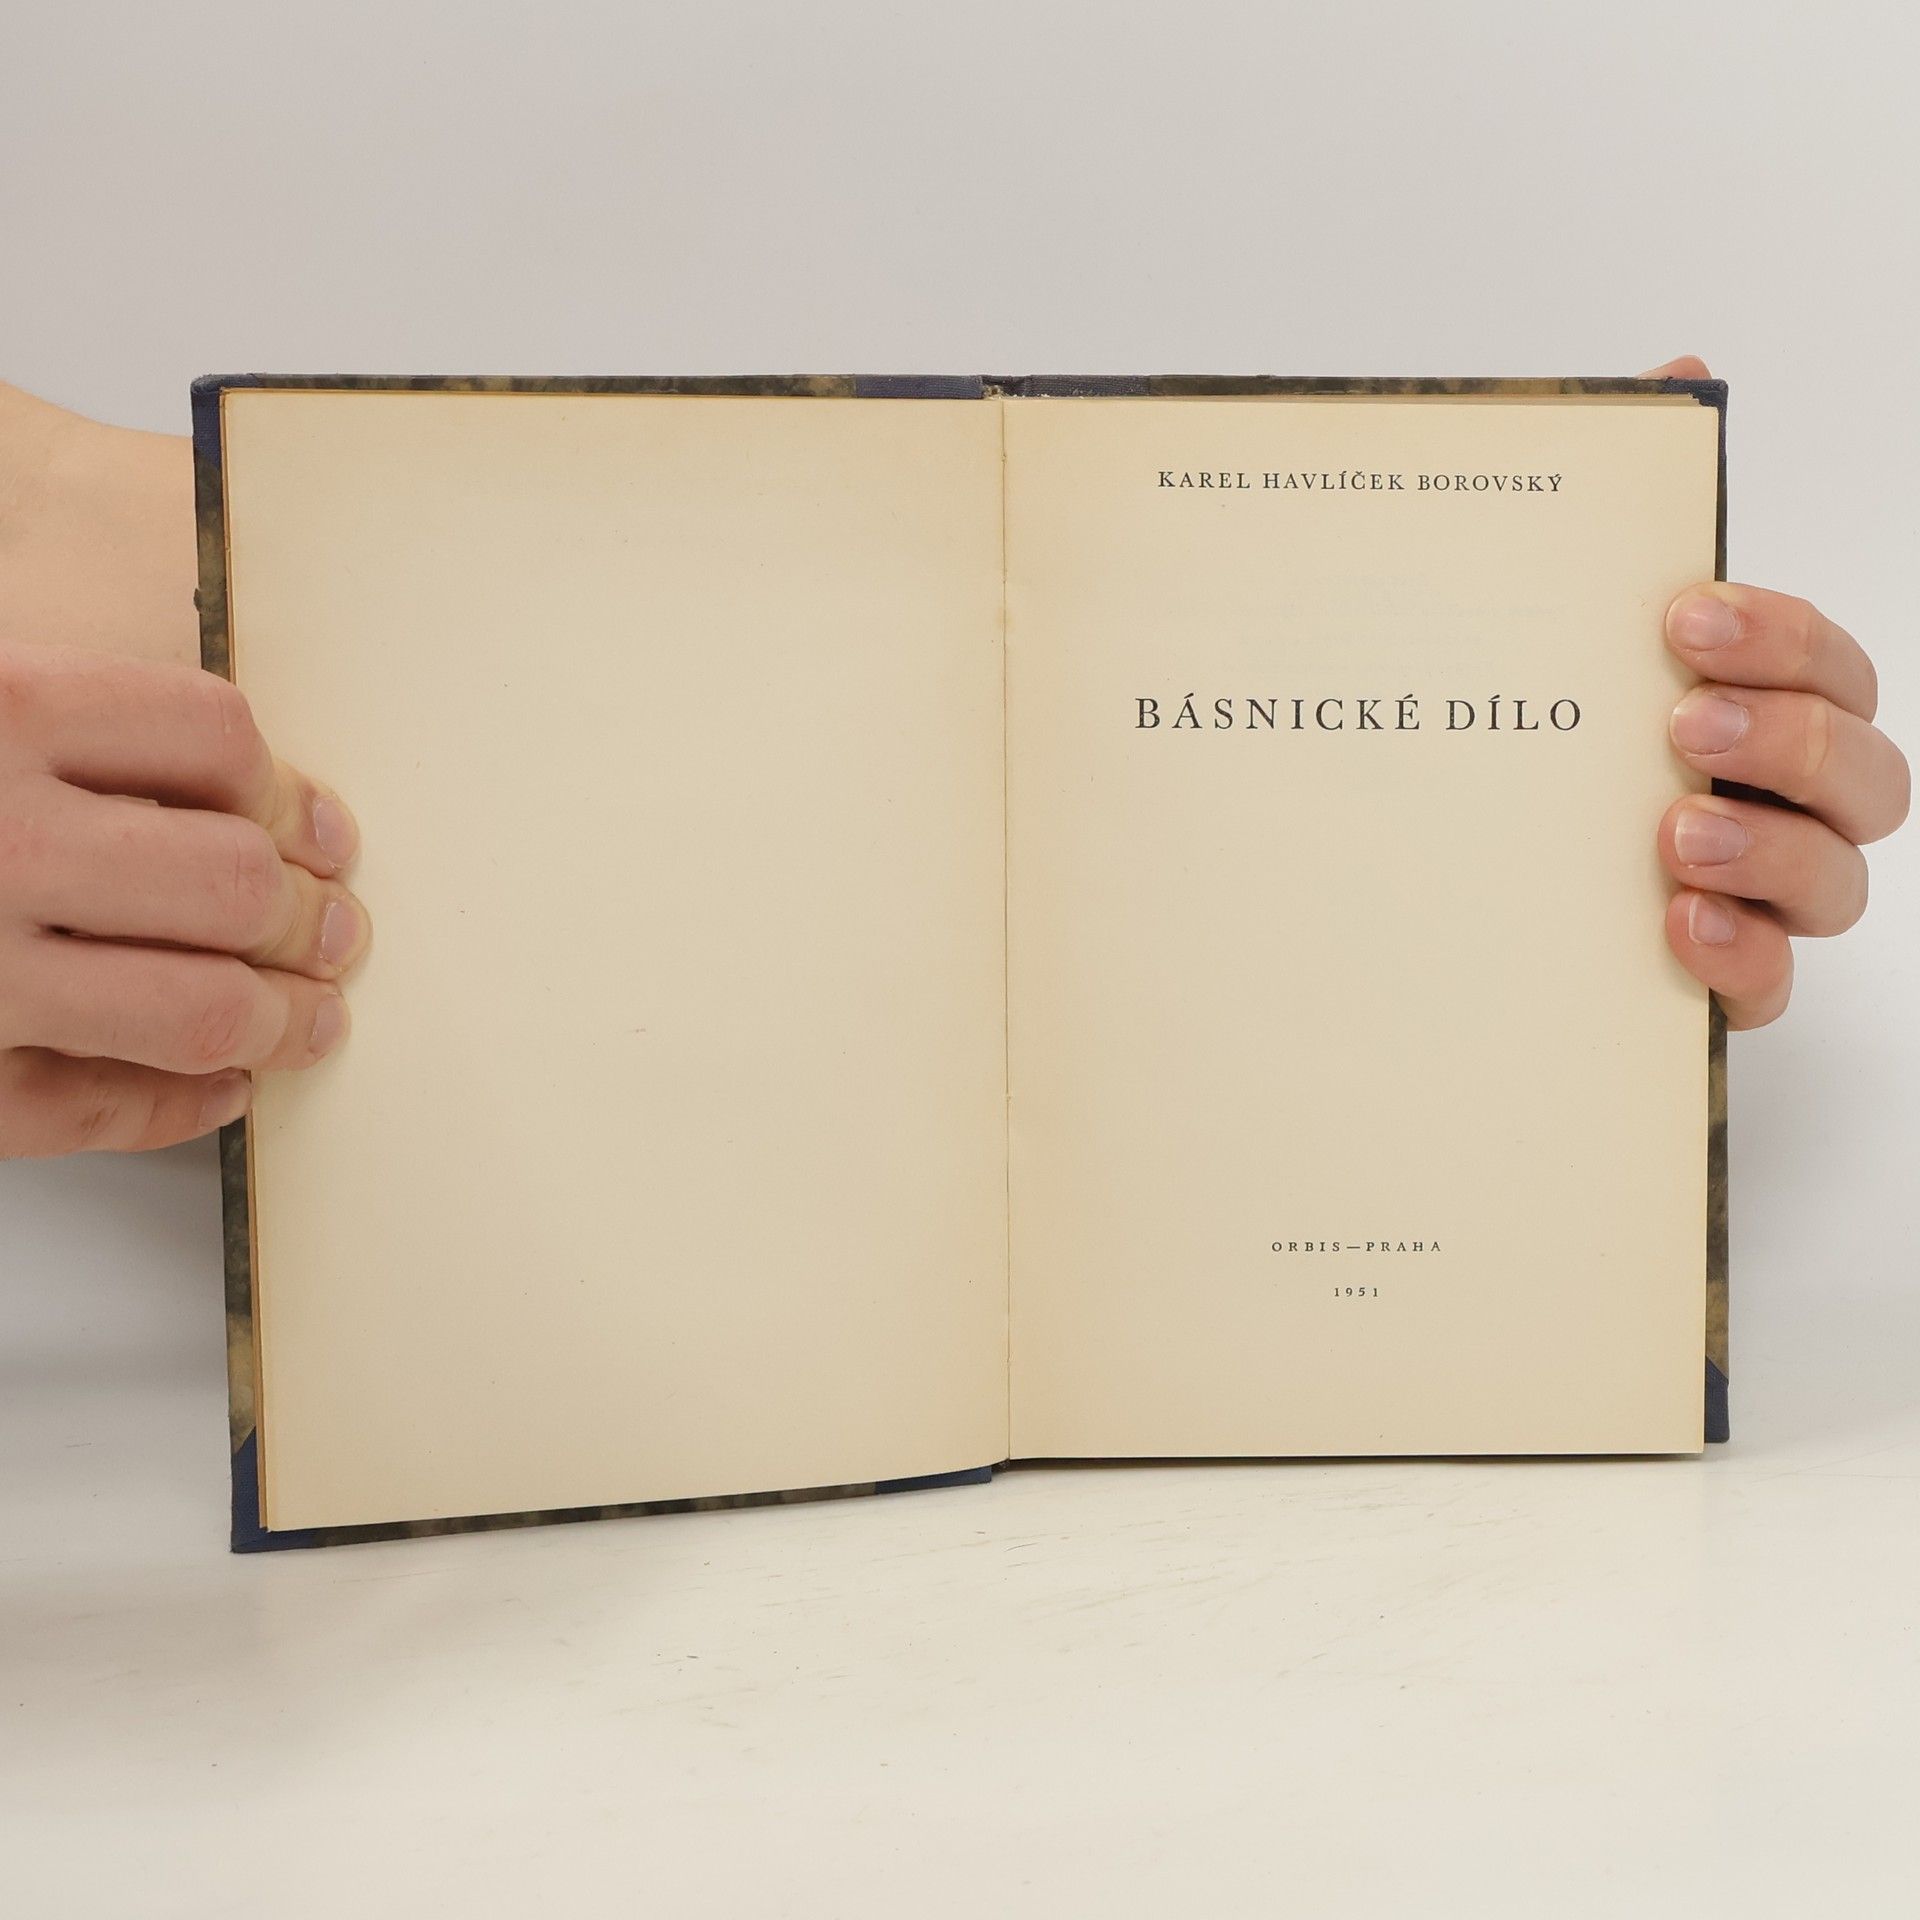 KAREL HAVLÍČEK BOROVSKÝ
BÁSNICKÉ DÍLO
ORBIS—PRAHA
1951